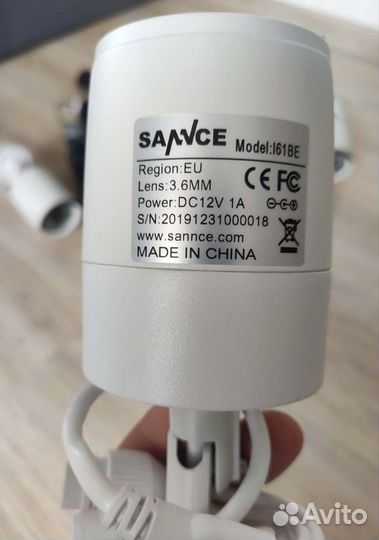 SANNCE Model:I61BE
Region:EU
Lens:3.6MM
Power:DC12V 1A
S/N:20191231000018
www.sannce.com
MADE IN CHINA
CE FC
Avito